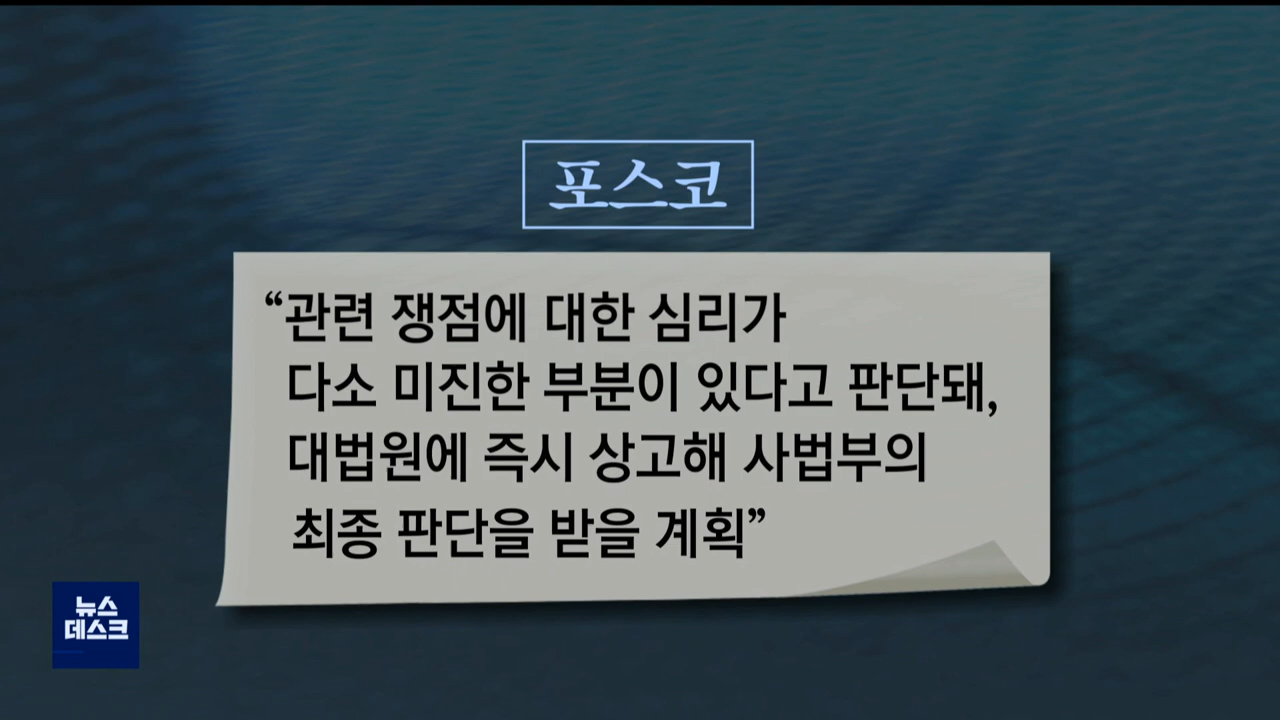 포스코
“관련 쟁점에 대한 심리가
다소 미진한 부분이 있다고 판단돼,
대법원에 즉시 상고해 사법부의
최종 판단을 받을 계획”
뉴스
데스크